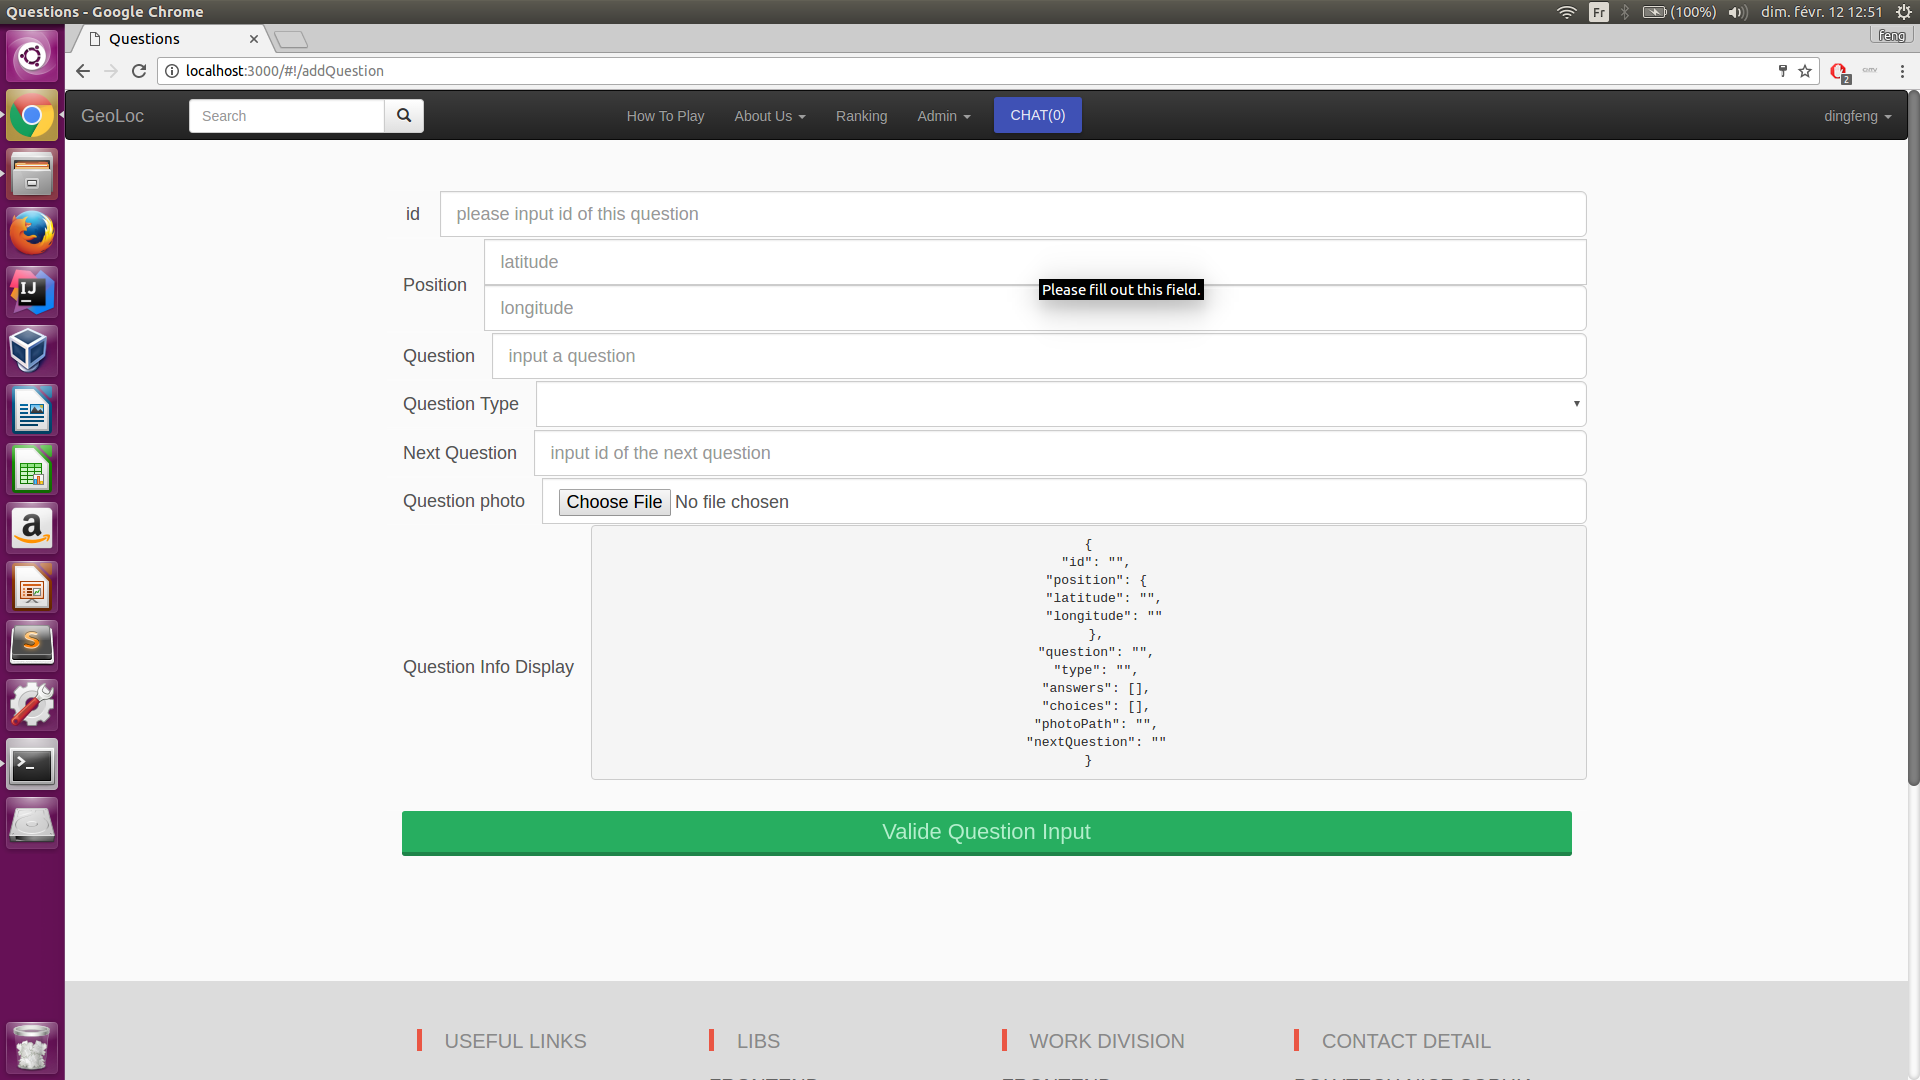 Questions - Google Chrome
Fr (100%) dim. févr. 12 12:51
Questions
feng
localhost:3000/#!/addQuestion
2
GeoLoc Search How To Play About Us Ranking Admin CHAT(0) dingfeng
id please input id of this question
Position
latitude
longitude
Please fill out this field.
Question input a question
Question Type
Next Question input id of the next question
Question photo Choose File No file chosen
Question Info Display
{
"id": "",
"position": {
"latitude": "",
"longitude": ""
},
"question": "",
"type": "",
"answers": [],
"choices": [],
"photoPath": "",
"nextQuestion": ""
}
Valide Question Input
USEFUL LINKS LIBS WORK DIVISION CONTACT DETAIL